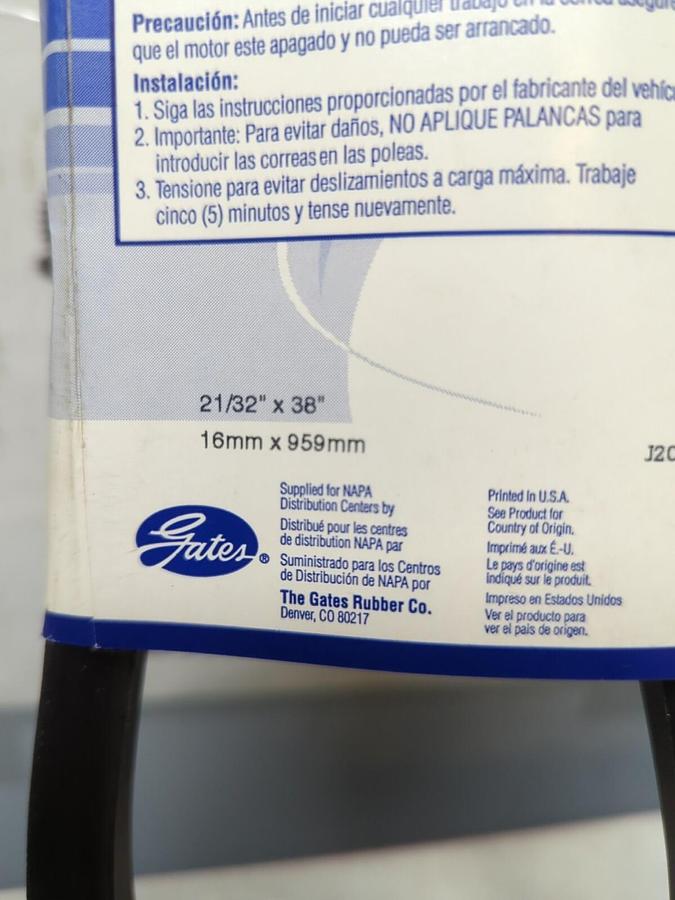 Precaución: Antes de iniciar cualquier trabajo en la correa
que el motor este apagado y no pueda ser arrancado.
Instalación:
1. Siga las instrucciones proporcionadas por el fabricante del
2. Importante: Para evitar daños, NO APLIQUE PALANCAS para
introducir las correas en las poleas.
3. Tensione para evitar deslizamientos a carga máxima. Trabaje
cinco (5) minutos y tense nuevamente.
21/32" x 38"
16mm x 959mm
J20
Gates®
Supplied for NAPA
Distribution Centers by
Distribué pour les centres
de distribution NAPA par
Suministrado para los Centros
de Distribución de NAPA por
The Gates Rubber Co.
Denver, CO 80217
Printed In U.S.A.
See Product for
Country of Origin.
Imprimé aux É.-U.
Le pays d'origine est
Indiqué sur le produit.
Impreso en Estados Unidos
Ver el producto para
ver el pais de origen.